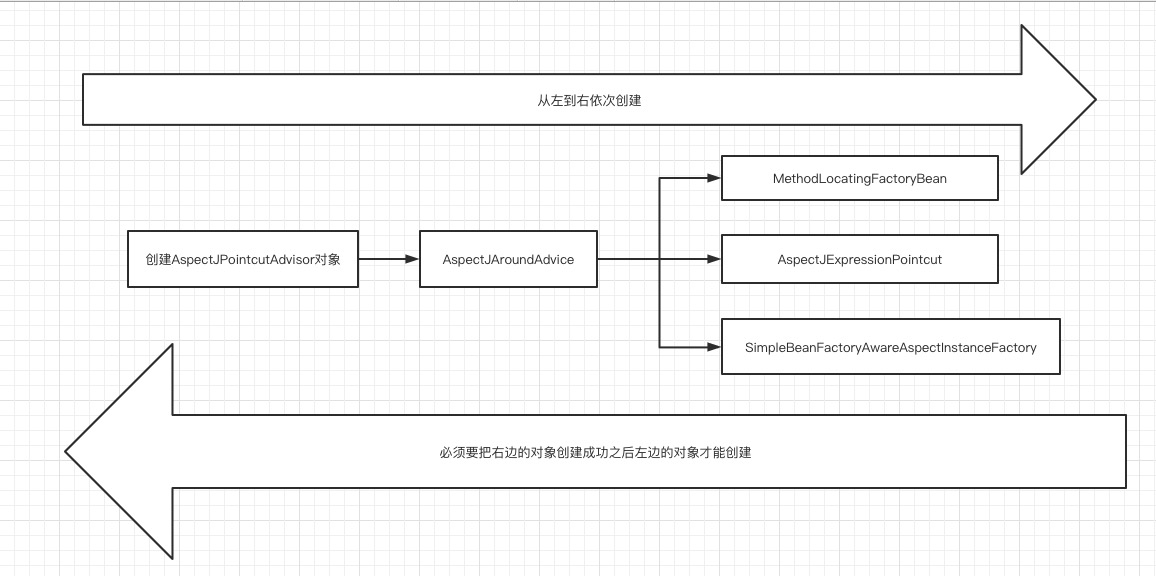 从左到右依次创建
MethodLocatingFactoryBean
创建AspectJPointcutAdvisor对象
AspectJAroundAdvice
AspectJExpressionPointcut
SimpleBeanFactoryAwareAspectInstanceFactory
必须要把右边的对象创建成功之后左边的对象才能创建